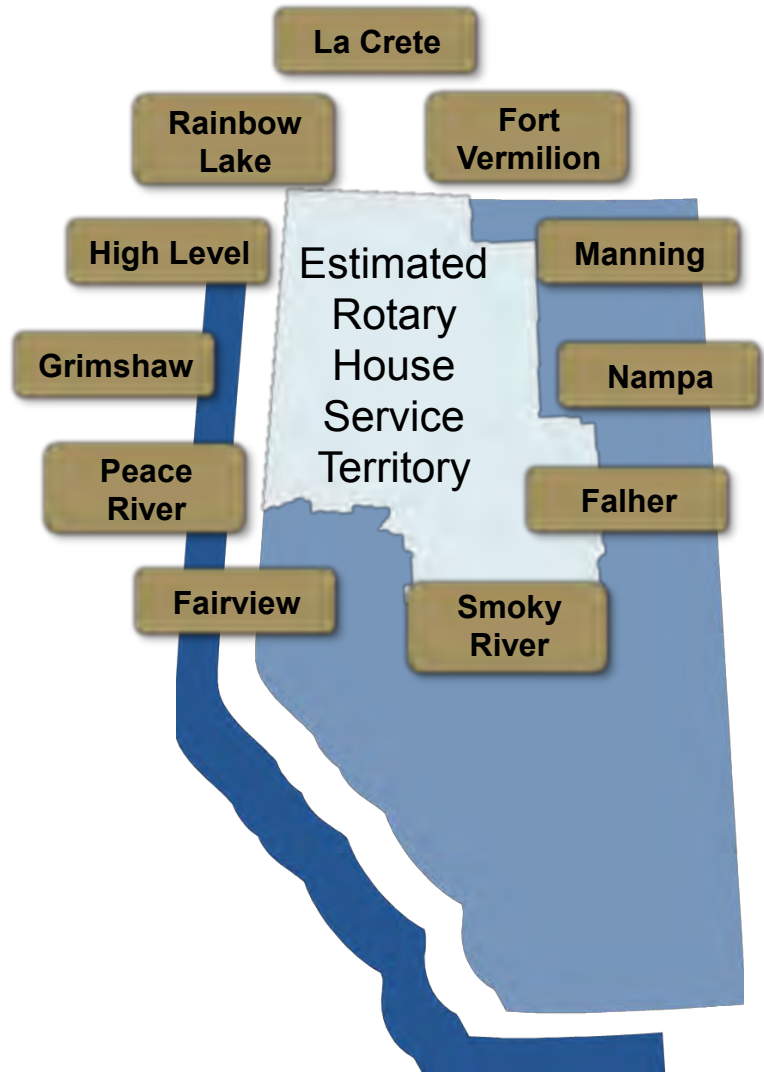 La Crete
Rainbow
Lake
Fort
Vermilion
High Level
Estimated
Rotary
House
Service
Territory
Manning
Grimshaw
Nampa
Peace
River
Falher
Fairview
Smoky
River